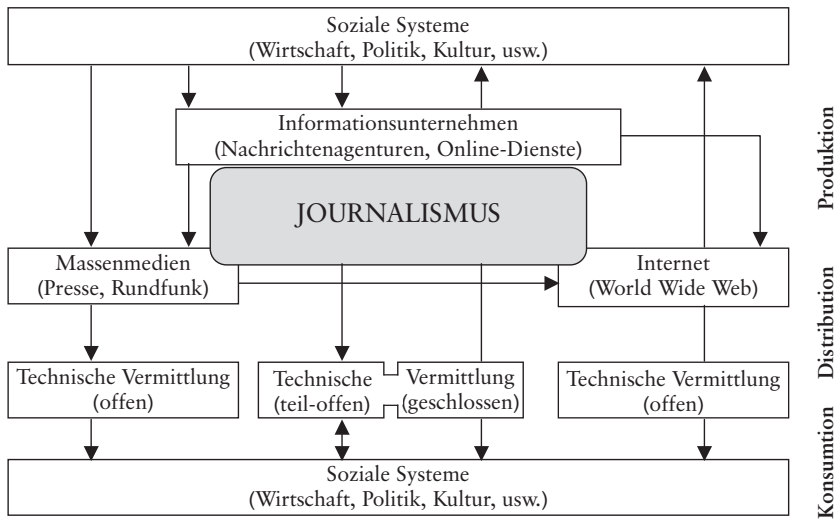 Soziale Systeme
(Wirtschaft, Politik, Kultur, usw.)
Informationsunternehmen
(Nachrichtenagenturen, Online-Dienste)
Produktion
JOURNALISMUS
Massenmedien
(Presse, Rundfunk)
Internet
(World Wide Web)
Distribution
Technische Vermittlung
(offen)
Technische
(teil-offen)
Vermittlung
(geschlossen)
Technische Vermittlung
(offen)
Konsumtion
Soziale Systeme
(Wirtschaft, Politik, Kultur, usw.)